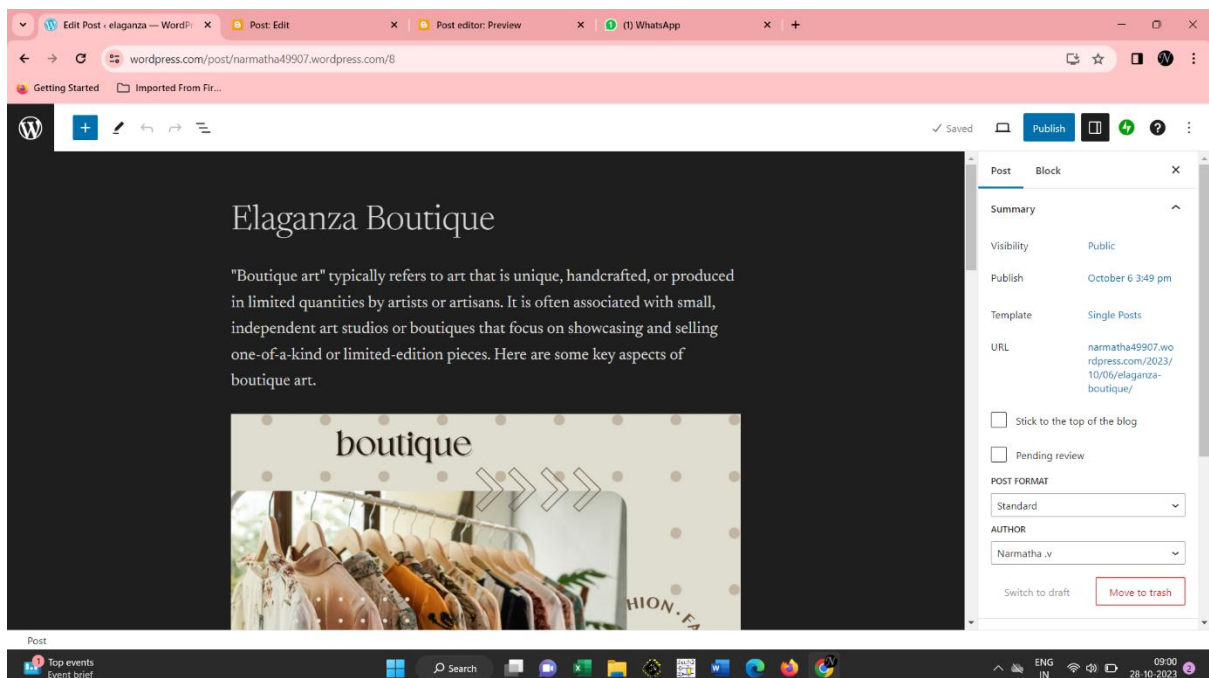 Edit Post ‹ elaganza — WordPr
Post: Edit
Post editor: Preview
(1) WhatsApp
wordpress.com/post/narmatha49907.wordpress.com/8
Getting Started
Imported From Fir...
Saved
Publish
Post
Block
Elaganza Boutique
"Boutique art" typically refers to art that is unique, handcrafted, or produced
in limited quantities by artists or artisans. It is often associated with small,
independent art studios or boutiques that focus on showcasing and selling
one-of-a-kind or limited-edition pieces. Here are some key aspects of
boutique art.
boutique
HION · FA
Summary
Visibility
Public
Publish
October 6 3:49 pm
Template
Single Posts
URL
narmatha49907.wo
rdpress.com/2023/
10/06/elaganza-
boutique/
Stick to the top of the blog
Pending review
POST FORMAT
Standard
AUTHOR
Narmatha .v
Switch to draft
Move to trash
Post
1
Top events
Event brief
Search
ENG
IN
09:00
28-10-2023
2